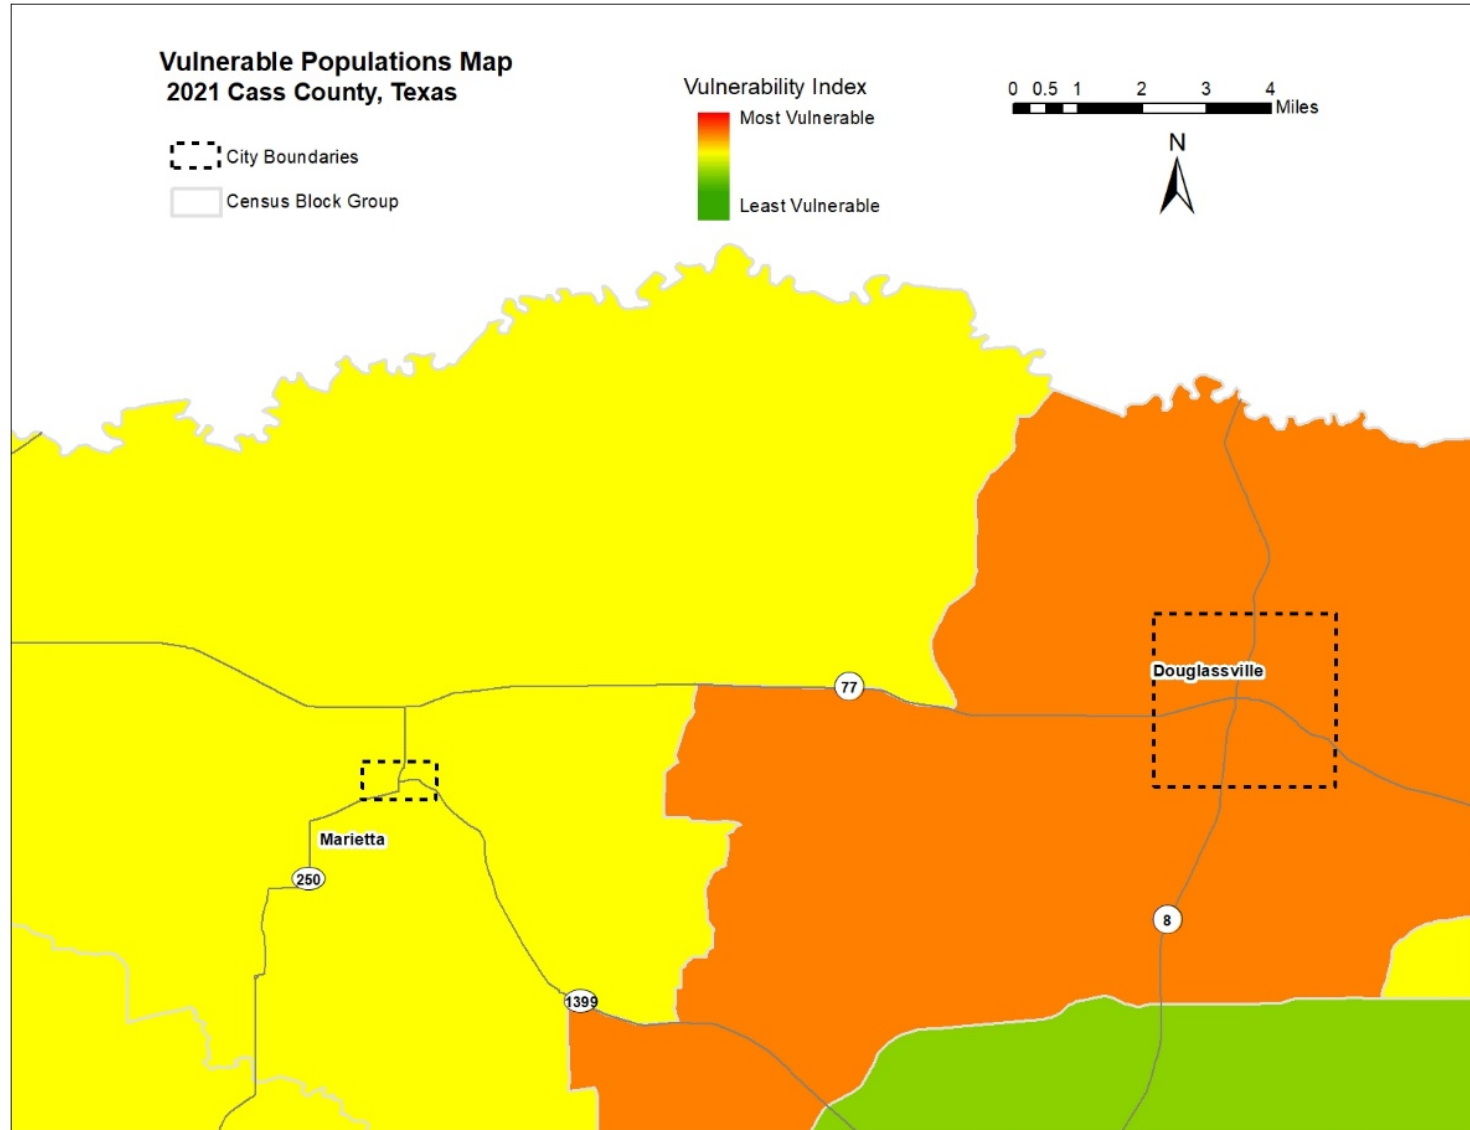 Vulnerable Populations Map
2021 Cass County, Texas
City Boundaries
Census Block Group
Vulnerability Index
Most Vulnerable
Least Vulnerable
0 0.5 1 2 3 4
Miles
N
77
Douglassville
Marietta
250
8
1399